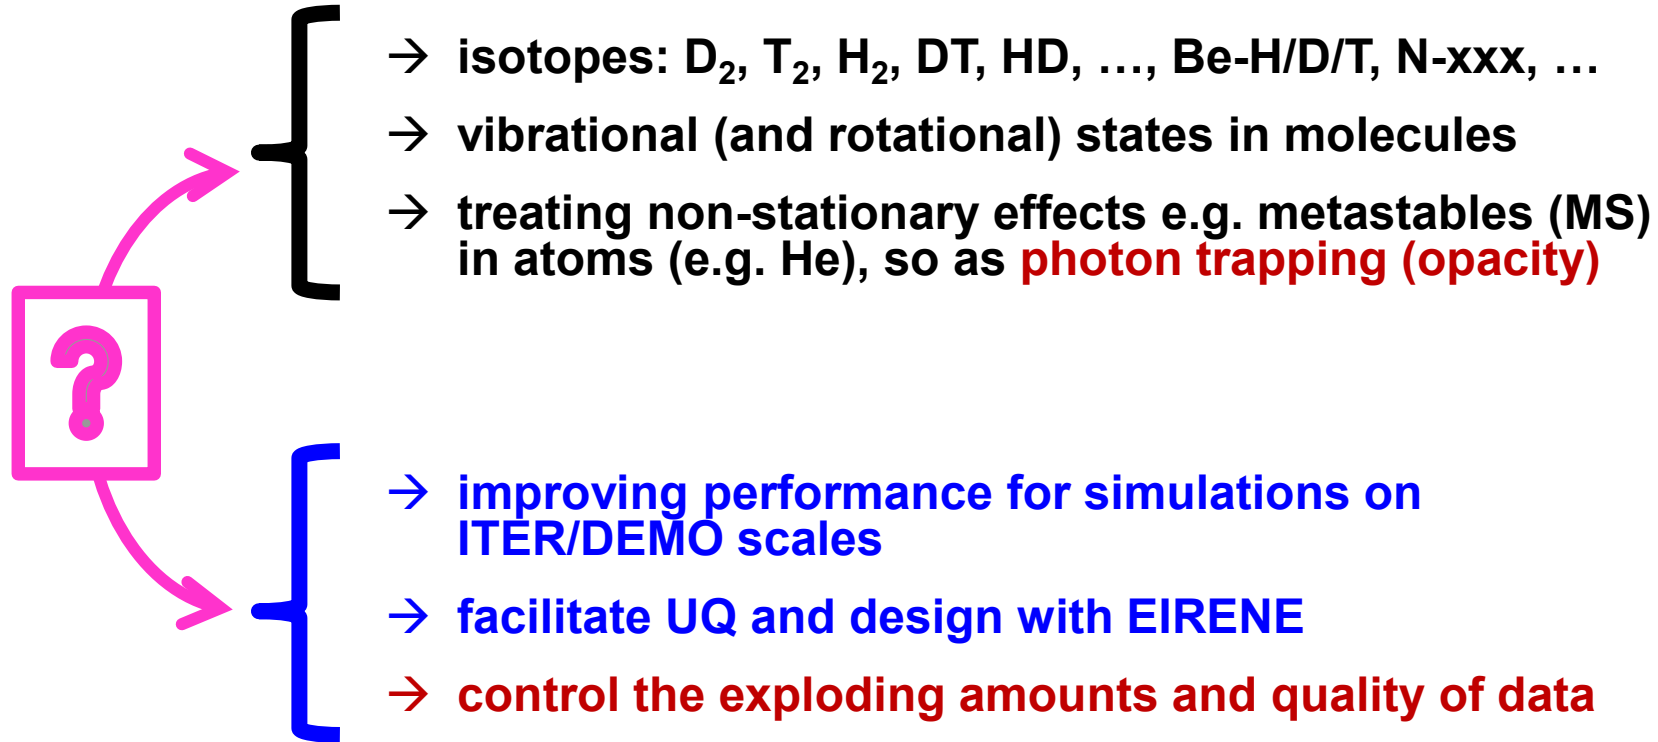 → isotopes: D₂, T₂, H₂, DT, HD, …, Be-H/D/T, N-xxx, …
→ vibrational (and rotational) states in molecules
→ treating non-stationary effects e.g. metastables (MS)
in atoms (e.g. He), so as photon trapping (opacity)
?
→ improving performance for simulations on
ITER/DEMO scales
→ facilitate UQ and design with EIRENE
→ control the exploding amounts and quality of data